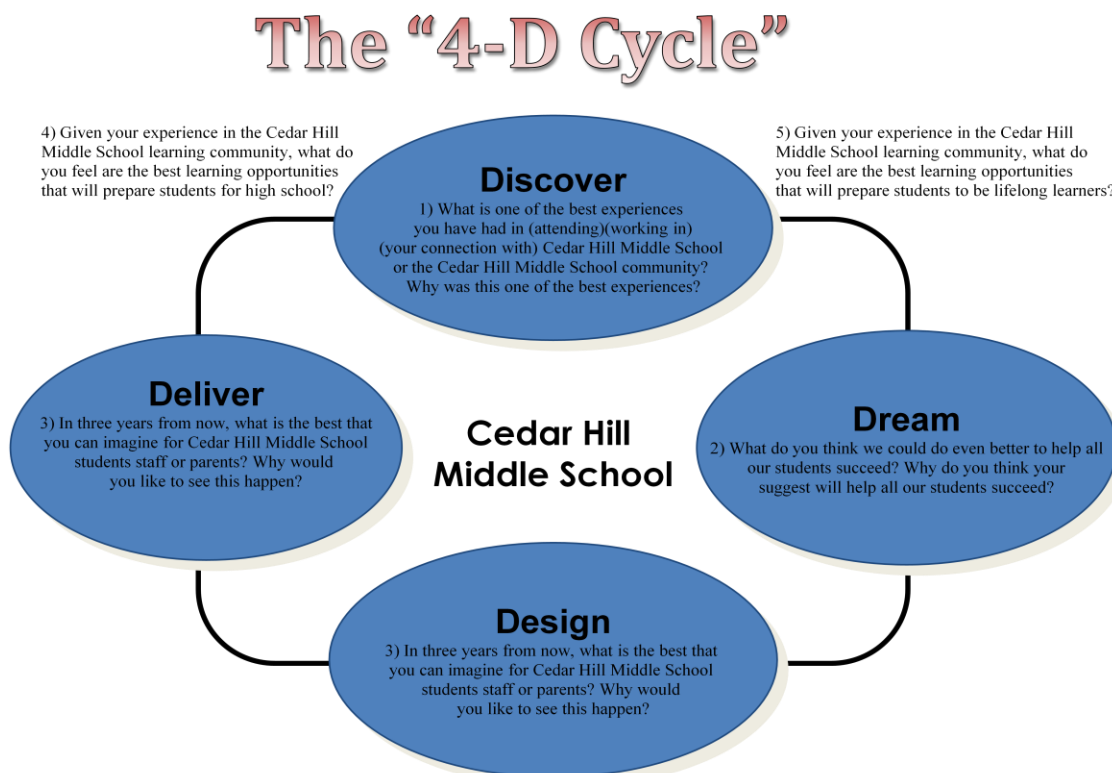 The “4-D Cycle”
4) Given your experience in the Cedar Hill
Middle School learning community, what do
you feel are the best learning opportunities
that will prepare students for high school?
5) Given your experience in the Cedar Hill
Middle School learning community, what do
you feel are the best learning opportunities
that will prepare students to be lifelong learners?
Discover
1) What is one of the best experiences
you have had in (attending)(working in)
(your connection with) Cedar Hill Middle School
or the Cedar Hill Middle School community?
Why was this one of the best experiences?
Deliver
3) In three years from now, what is the best that
you can imagine for Cedar Hill Middle School
students staff or parents? Why would
you like to see this happen?
Cedar Hill
Middle School
Dream
2) What do you think we could do even better to help all
our students succeed? Why do you think your
suggest will help all our students succeed?
Design
3) In three years from now, what is the best that
you can imagine for Cedar Hill Middle School
students staff or parents? Why would
you like to see this happen?